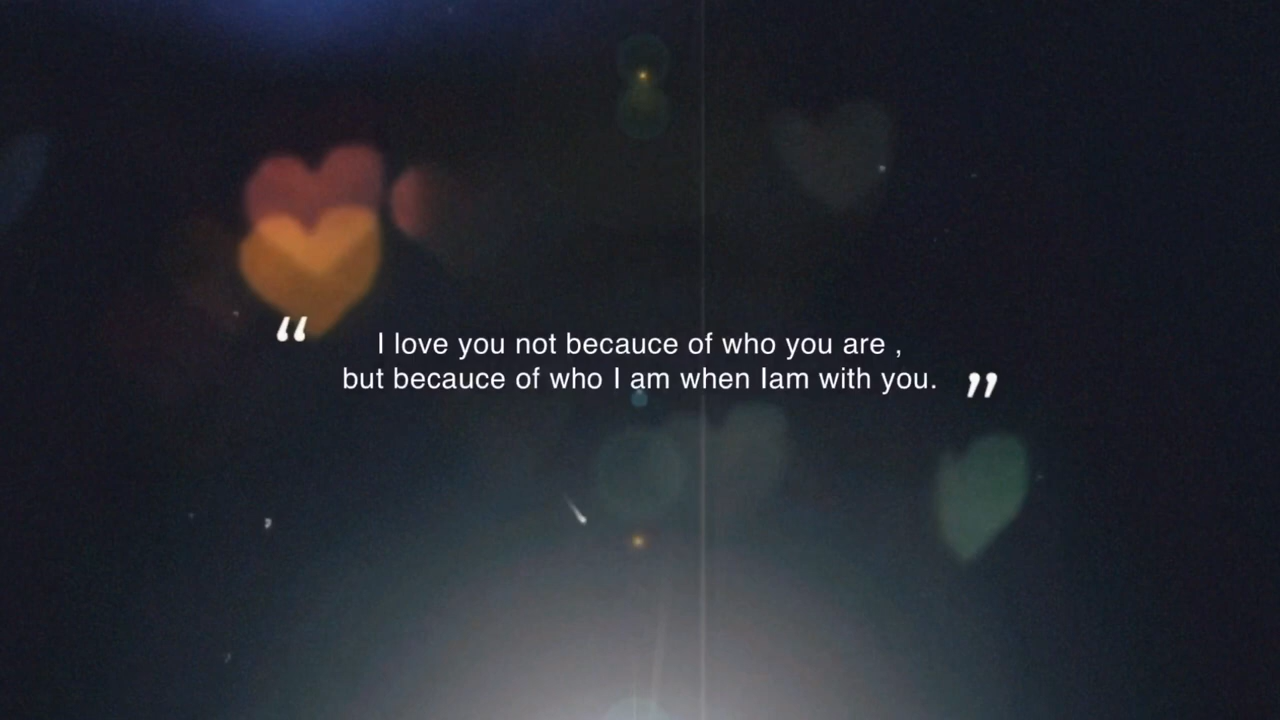 “ I love you not becauce of who you are ,
but becauce of who I am when Iam with you. ”